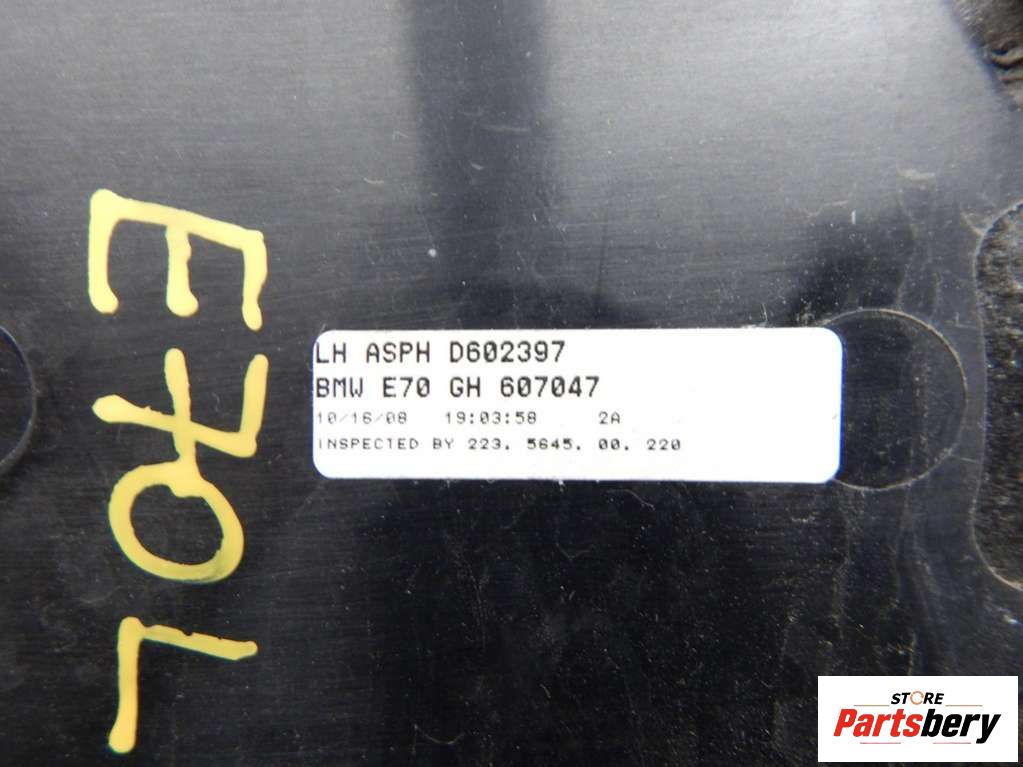 E70 L
LH ASPH D602397
BMW E70 GH 607047
10/16/08 19:03:58 2A
INSPECTED BY 223. 5645. 00. 220
STORE
Partsbery